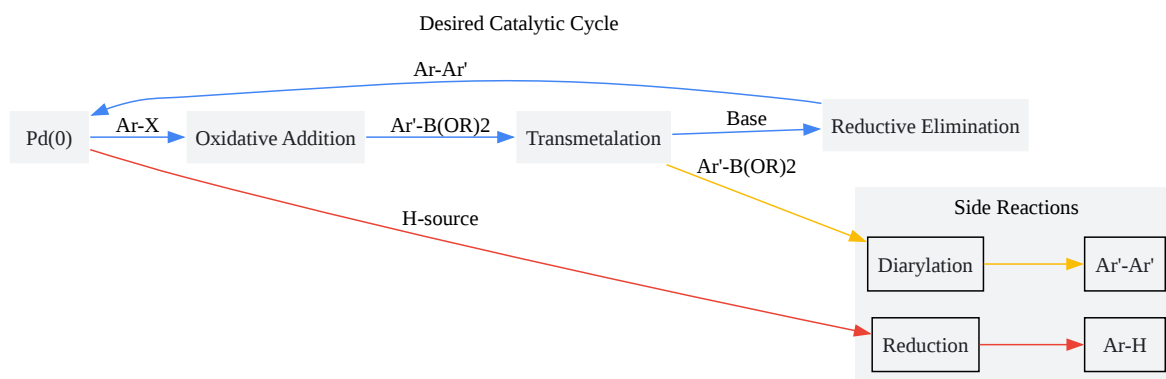 Desired Catalytic Cycle
Ar-Ar'
Pd(0)
Ar-X
Oxidative Addition
Ar'-B(OR)2
Transmetalation
Base
Reductive Elimination
Ar'-B(OR)2
H-source
Side Reactions
Diarylation
Ar'-Ar'
Reduction
Ar-H